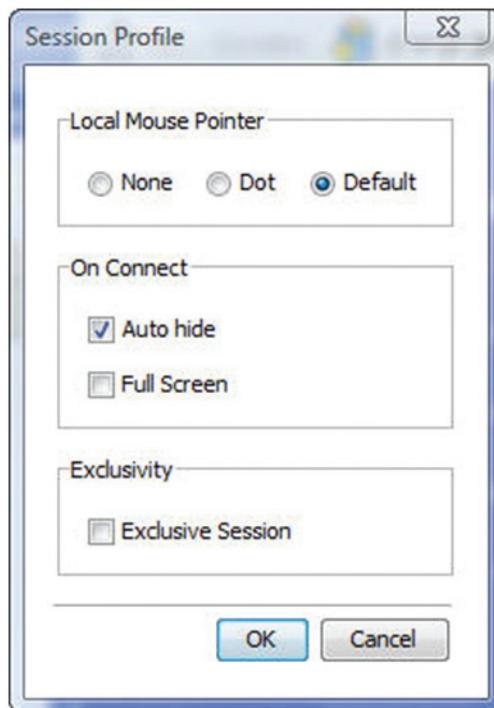 Session Profile
Local Mouse Pointer
None Dot Default
On Connect
Auto hide
Full Screen
Exclusivity
Exclusive Session
OK Cancel